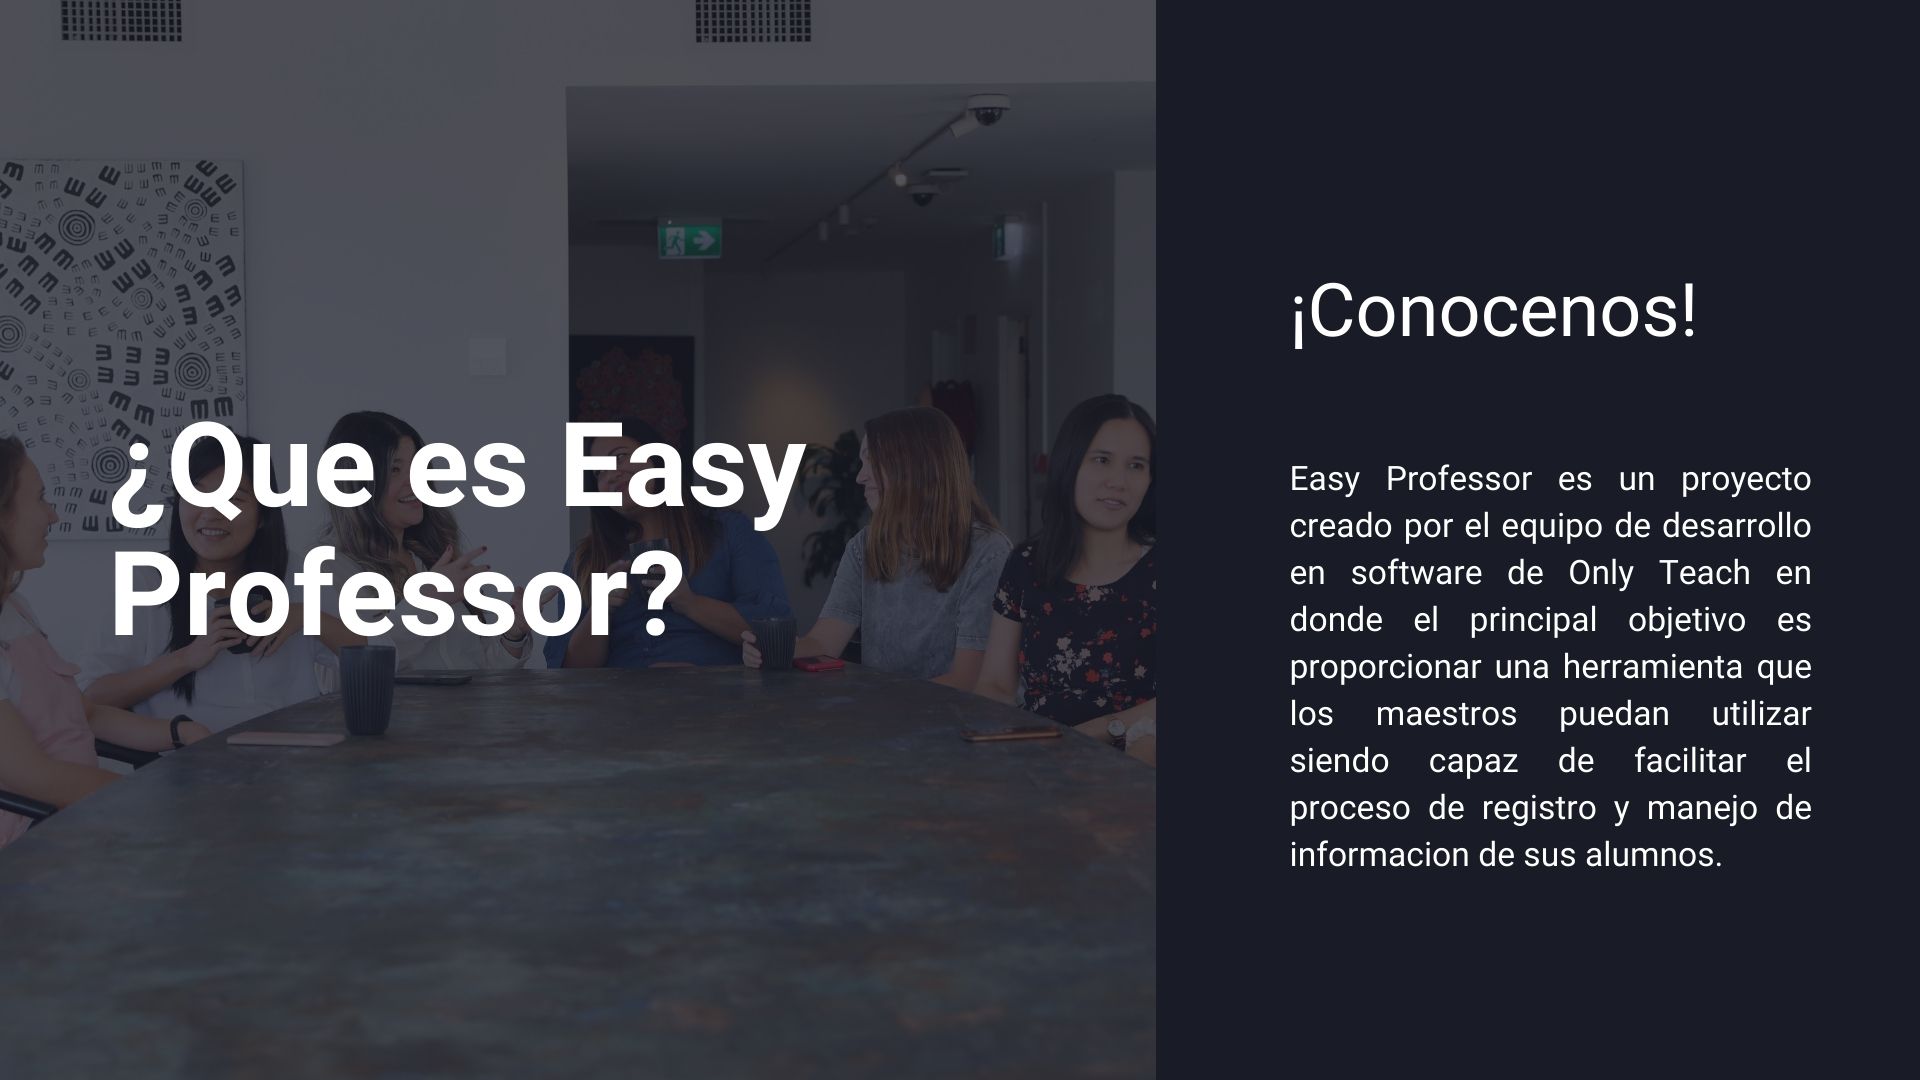 ¿Que es Easy
Professor?
¡Conocenos!
Easy Professor es un proyecto
creado por el equipo de desarrollo
en software de Only Teach en
donde el principal objetivo es
proporcionar una herramienta que
los maestros puedan utilizar
siendo capaz de facilitar el
proceso de registro y manejo de
informacion de sus alumnos.